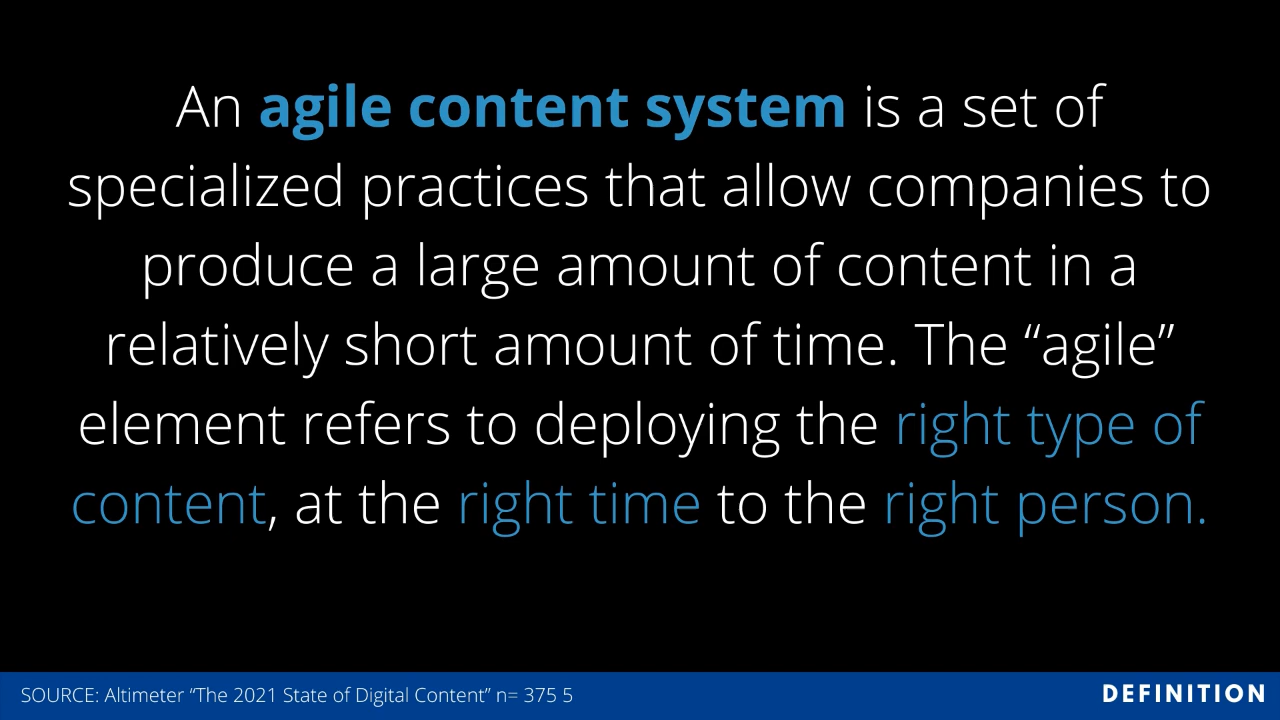 An agile content system is a set of
specialized practices that allow companies to
produce a large amount of content in a
relatively short amount of time. The “agile”
element refers to deploying the right type of
content, at the right time to the right person.
SOURCE: Altimeter “The 2021 State of Digital Content” n= 375 5
DEFINITION